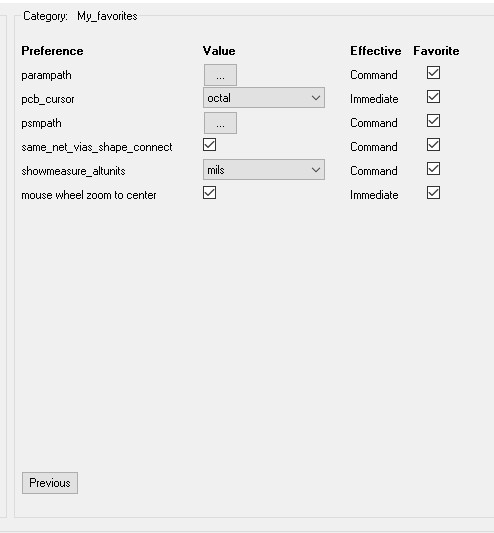 Category: My_favorites
Preference Value Effective Favorite
parampath ... Command
pcb_cursor octal Immediate
psmpath ... Command
same_net_vias_shape_connect Command
showmeasure_altunits mils Command
mouse wheel zoom to center Immediate
Previous